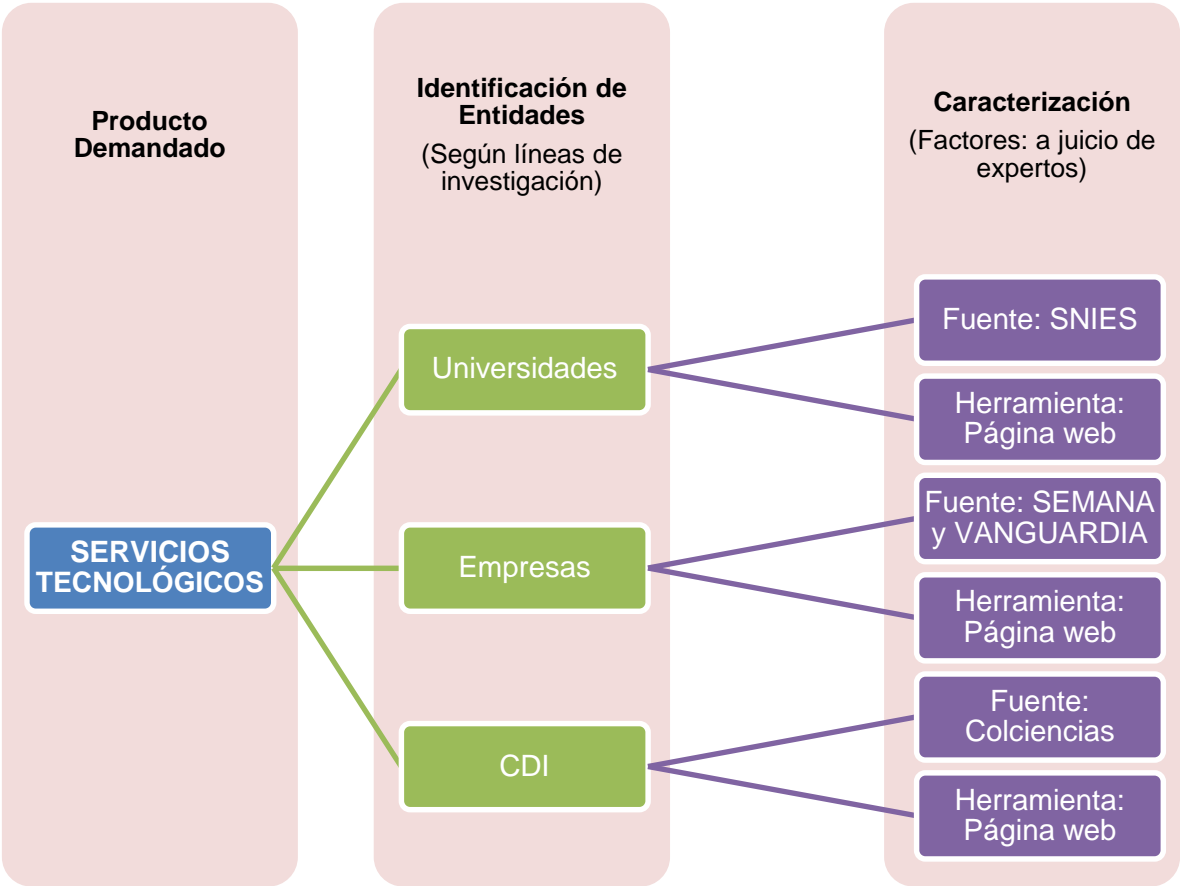 Producto
Demandado
Identificación de
Entidades
(Según líneas de
investigación)
Caracterización
(Factores: a juicio de
expertos)
SERVICIOS
TECNOLÓGICOS
Universidades
Fuente: SNIES
Herramienta:
Página web
Empresas
Fuente: SEMANA
y VANGUARDIA
Herramienta:
Página web
CDI
Fuente:
Colciencias
Herramienta:
Página web